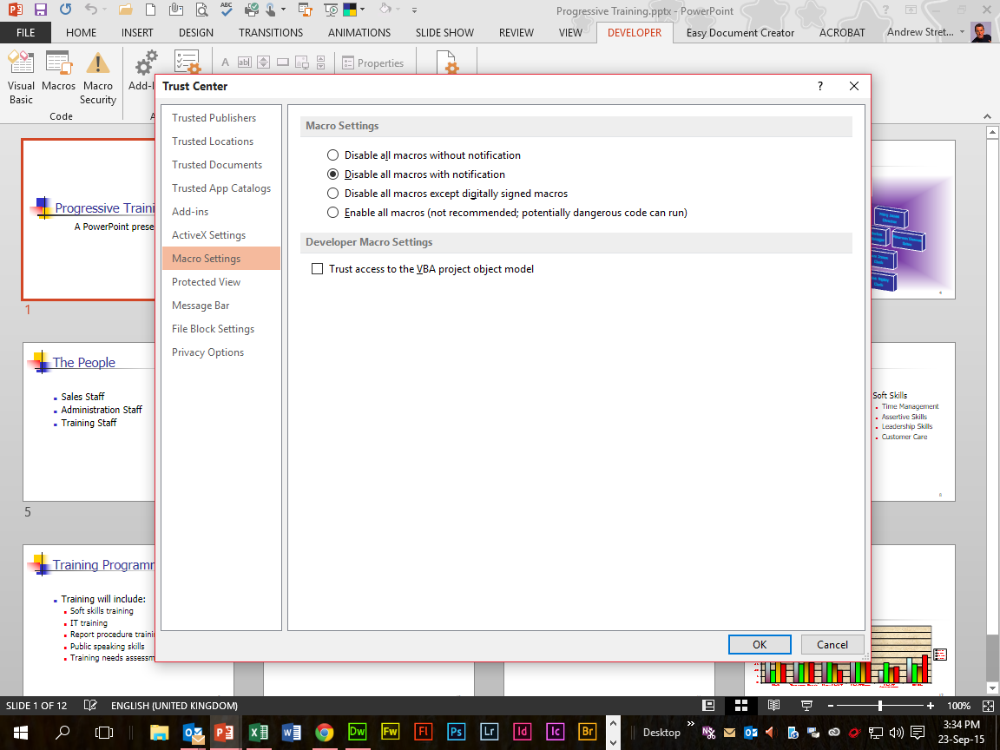 Progressive Training.pptx - PowerPoint
FILE HOME INSERT DESIGN TRANSITIONS ANIMATIONS SLIDE SHOW REVIEW VIEW DEVELOPER Easy Document Creator ACROBAT Andrew Stret...
Visual Basic
Macros
Macro Security
Add-I
Properties
Code
Trust Center
Trusted Publishers
Trusted Locations
Trusted Documents
Trusted App Catalogs
Add-ins
ActiveX Settings
Macro Settings
Protected View
Message Bar
File Block Settings
Privacy Options
Macro Settings
Disable all macros without notification
Disable all macros with notification
Disable all macros except digitally signed macros
Enable all macros (not recommended; potentially dangerous code can run)
Developer Macro Settings
Trust access to the VBA project object model
OK Cancel
Progressive Traini
A PowerPoint prese
1
The People
Sales Staff
Administration Staff
Training Staff
5
Soft Skills
Time Management
Assertive Skills
Leadership Skills
Customer Care
Training Programm
Training will include:
Soft skills training
IT training
Report procedure traini
Public speaking skills
Training needs assessm
SLIDE 1 OF 12 ENGLISH (UNITED KINGDOM) 100%
Dw Fw Fl Ps Lr Id Ic Br
Desktop
3:34 PM
23-Sep-15